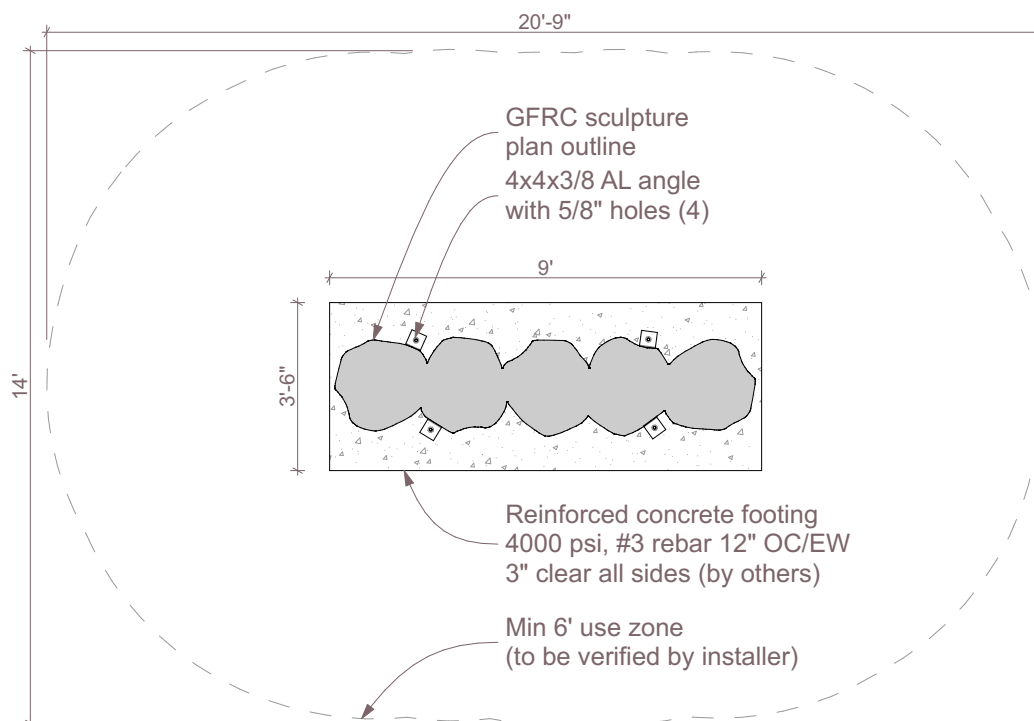 20'-9"
GFRC sculpture
plan outline
4x4x3/8 AL angle
with 5/8" holes (4)
9'
14'
3'-6"
Reinforced concrete footing
4000 psi, #3 rebar 12" OC/EW
3" clear all sides (by others)
Min 6' use zone
(to be verified by installer)